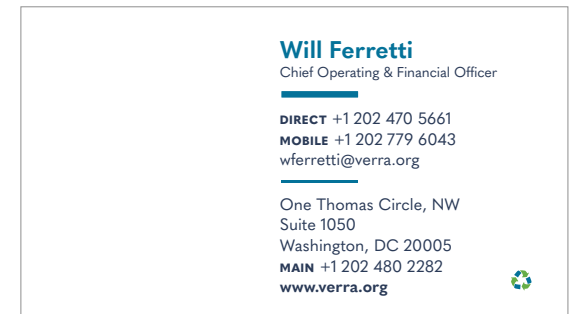 Will Ferretti
Chief Operating & Financial Officer
DIRECT +1 202 470 5661
MOBILE +1 202 779 6043
wferretti@verra.org
One Thomas Circle, NW
Suite 1050
Washington, DC 20005
MAIN +1 202 480 2282
www.verra.org